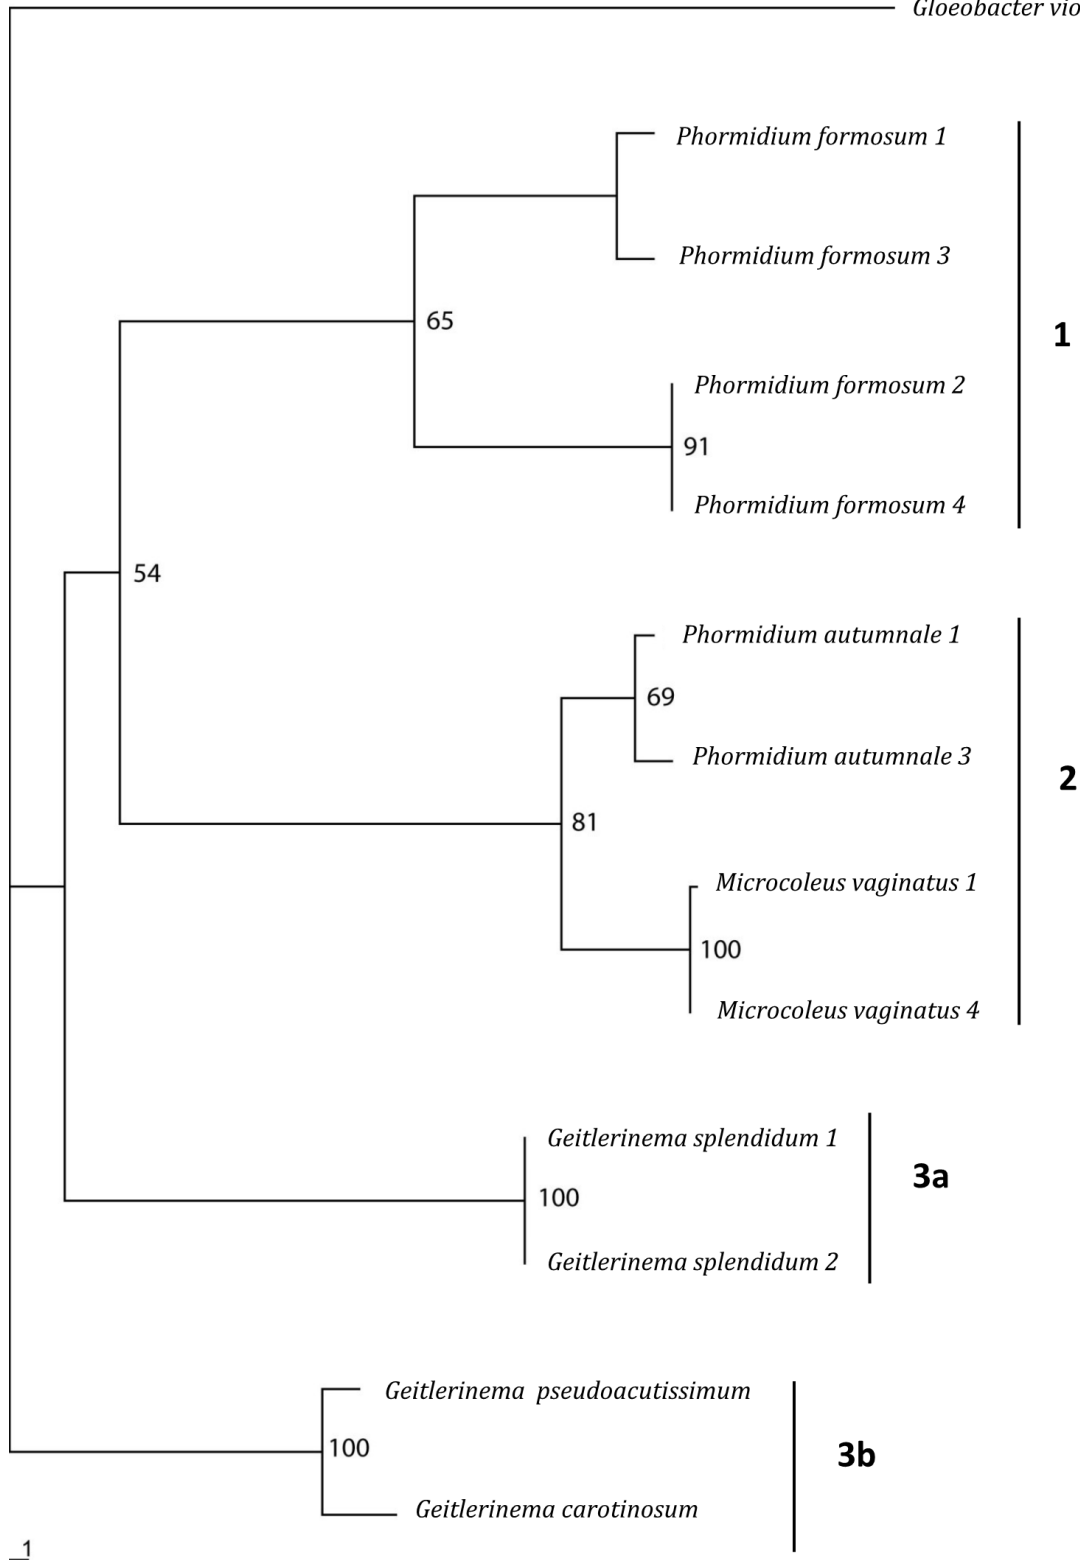 Gloeobacter vio
Phormidium formosum 1
Phormidium formosum 3
65
1
Phormidium formosum 2
91
Phormidium formosum 4
54
Phormidium autumnale 1
69
Phormidium autumnale 3
2
81
Microcoleus vaginatus 1
100
Microcoleus vaginatus 4
Geitlerinema splendidum 1
3a
100
Geitlerinema splendidum 2
Geitlerinema pseudoacutissimum
100
3b
Geitlerinema carotinosum
1